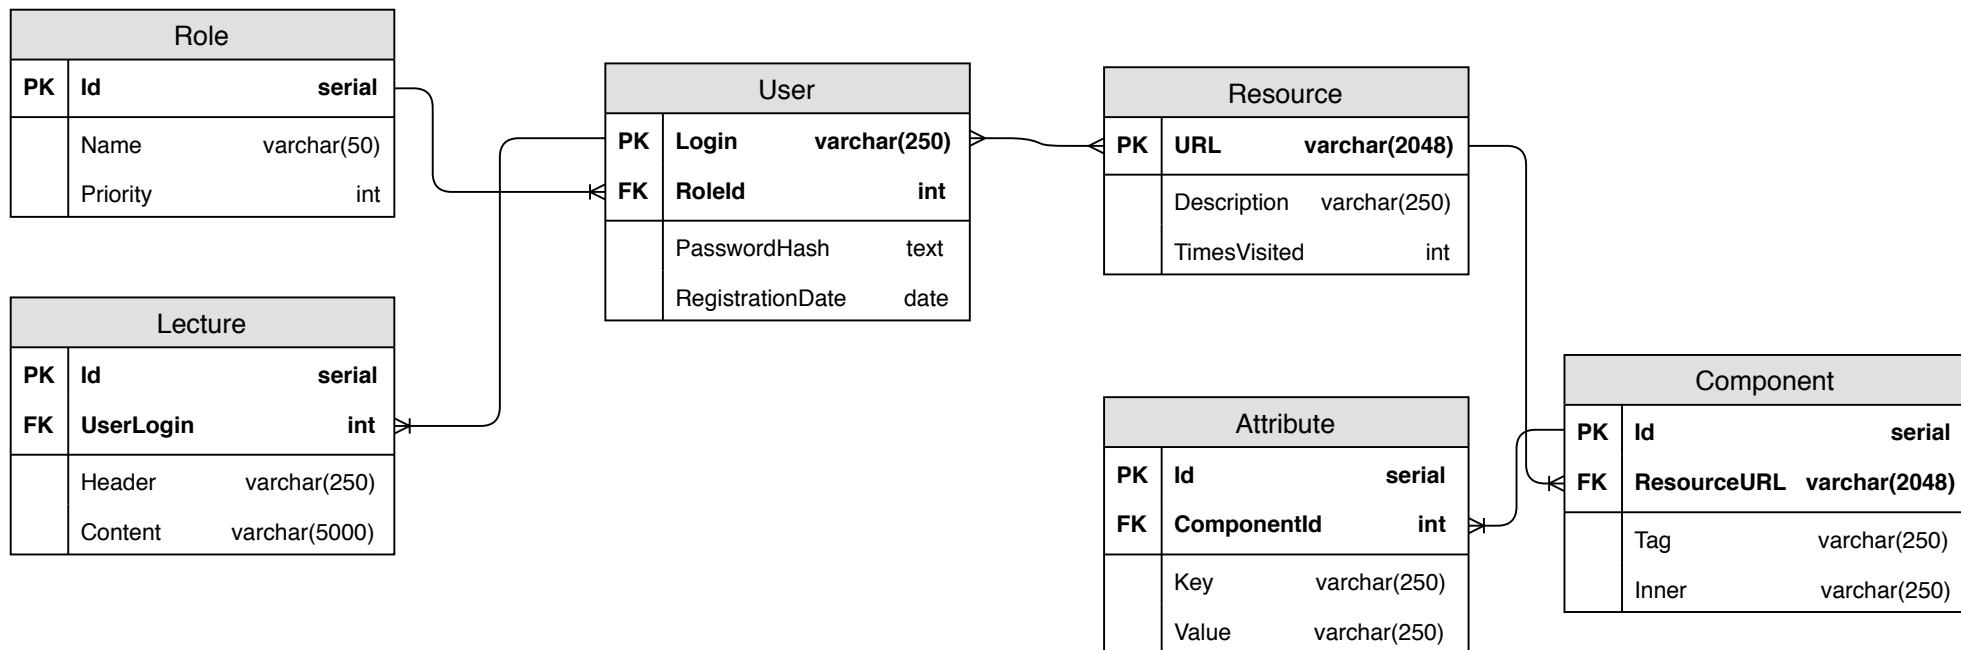 Role
PK Id serial
Name varchar(50)
Priority int
Lecture
PK Id serial
FK UserLogin int
Header varchar(250)
Content varchar(5000)
User
PK Login varchar(250)
FK RoleId int
PasswordHash text
RegistrationDate date
Resource
PK URL varchar(2048)
Description varchar(250)
TimesVisited int
Attribute
PK Id serial
FK ComponentId int
Key varchar(250)
Value varchar(250)
Component
PK Id serial
FK ResourceURL varchar(2048)
Tag varchar(250)
Inner varchar(250)